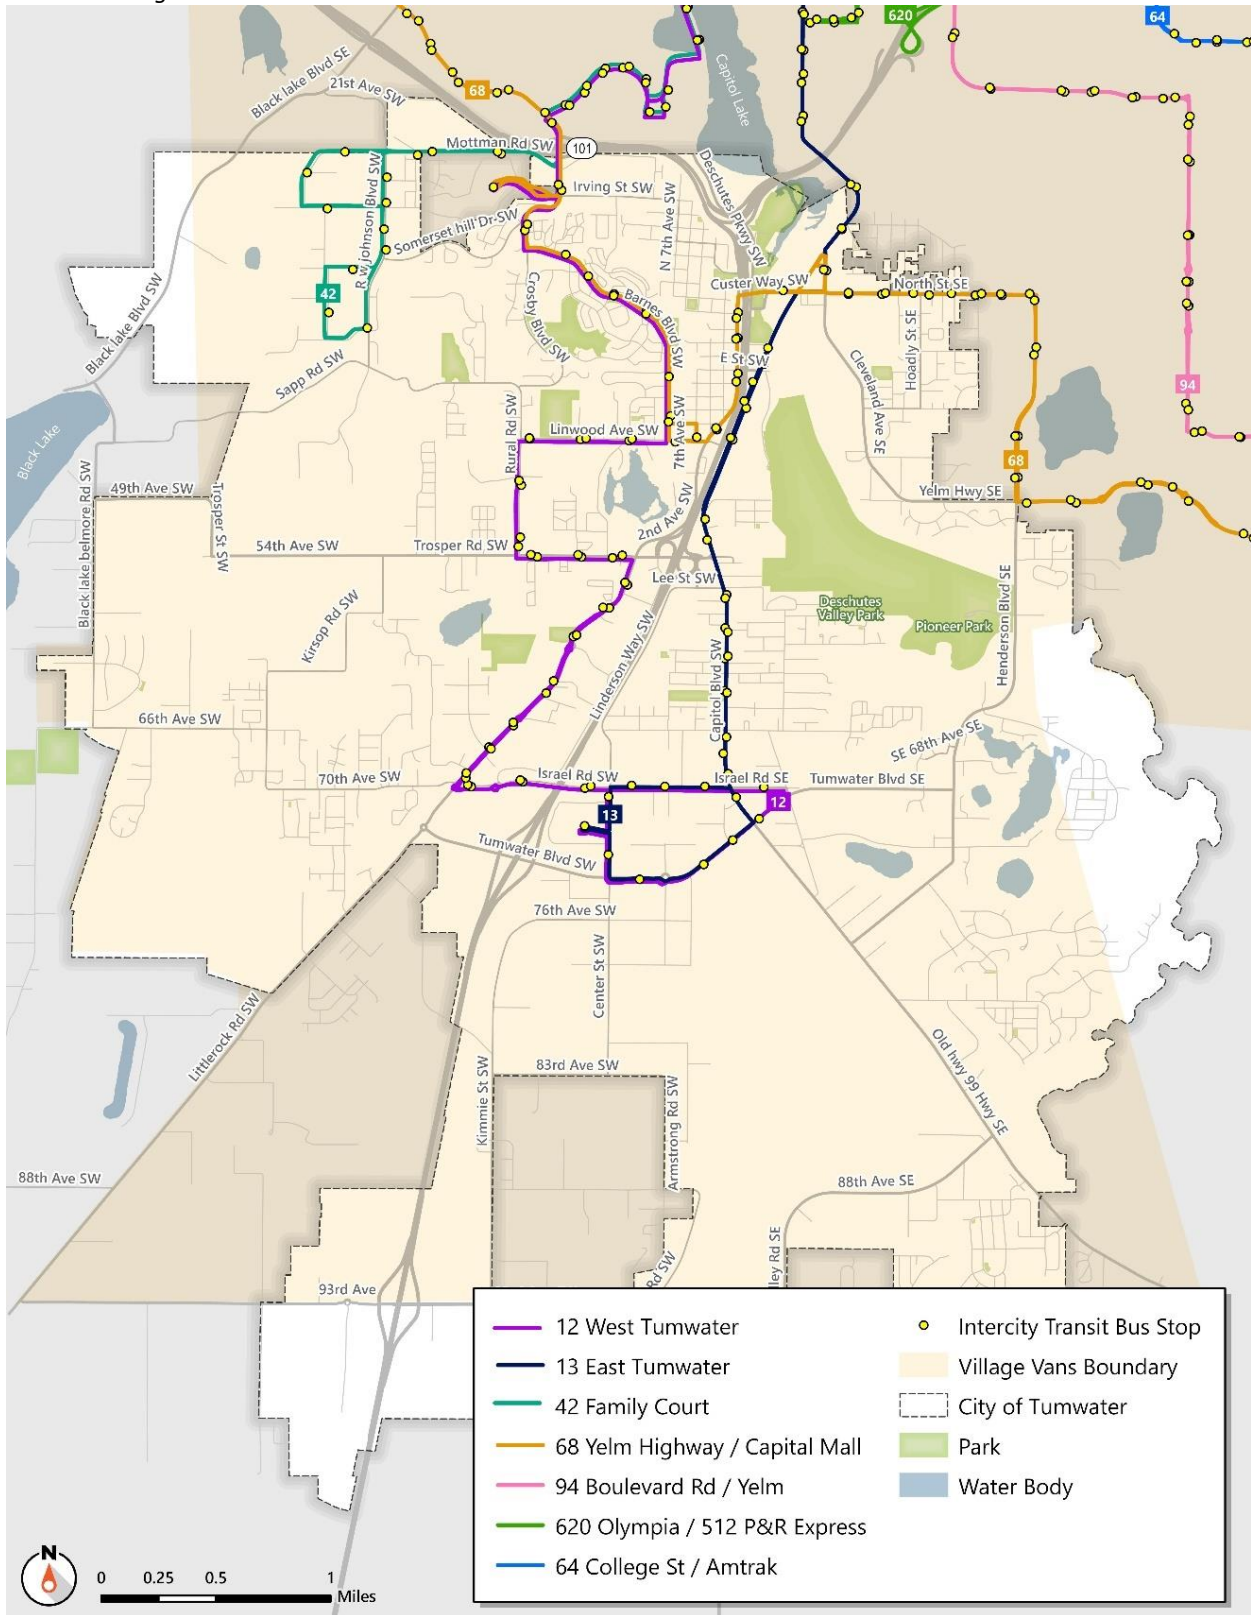 620
64
Black lake Blvd SE
21st Ave SW
68
Capitol Lake
Mottman Rd SW
101
Deschutes Pkwy SW
Irving St SW
N 7th Ave SW
R w Johnson Blvd SW
Somerset hill Dr SW
Custer Way SW
North St SE
42
Crosby Blvd SW
Barnes Blvd SW
Hoadly St SE
Black lake Blvd SW
E St SW
Cleveland Ave SE
94
Sapp Rd SW
Rural Rd SW
Linwood Ave SW
7th Ave SW
Black Lake
68
49th Ave SW
Yelm Hwy SE
Black lake belmore Rd SW
Trosper St SW
2nd Ave SW
54th Ave SW
Trosper Rd SW
Lee St SW
Kirsop Rd SW
Deschutes
Valley Park
Pioneer Park
Henderson Blvd SE
Linderson Way SW
Capitol Blvd SW
66th Ave SW
SE 68th Ave SE
70th Ave SW
Israel Rd SW
Israel Rd SE
Tumwater Blvd SE
12
13
Tumwater Blvd SW
76th Ave SW
Center St SW
Littlerock Rd SW
Old hwy 99 Hwy SE
83rd Ave SW
Kimmie St SW
Armstrong Rd SW
88th Ave SW
88th Ave SE
lley Rd SE
Rd SW
93rd Ave
12 West Tumwater
13 East Tumwater
42 Family Court
68 Yelm Highway / Capital Mall
94 Boulevard Rd / Yelm
620 Olympia / 512 P&R Express
64 College St / Amtrak
Intercity Transit Bus Stop
Village Vans Boundary
City of Tumwater
Park
Water Body
N
0 0.25 0.5 1
Miles